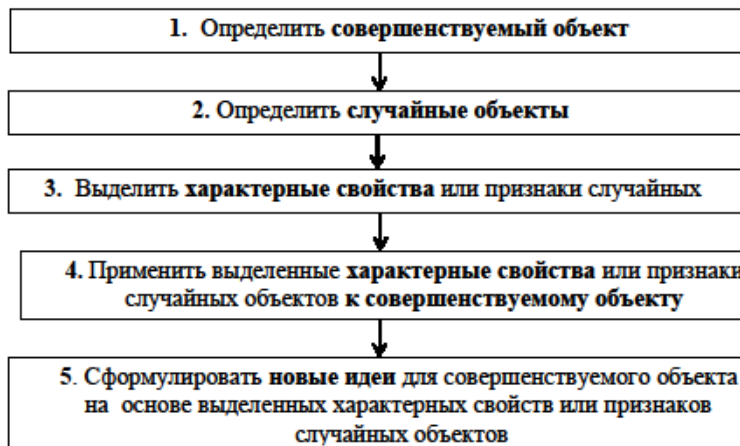 1. Определить совершенствуемый объект
2. Определить случайные объекты
3. Выделить характерные свойства или признаки случайных
4. Применить выделенные характерные свойства или признаки
случайных объектов к совершенствуемому объекту
5. Сформулировать новые идеи для совершенствуемого объекта
на основе выделенных характерных свойств или признаков
случайных объектов